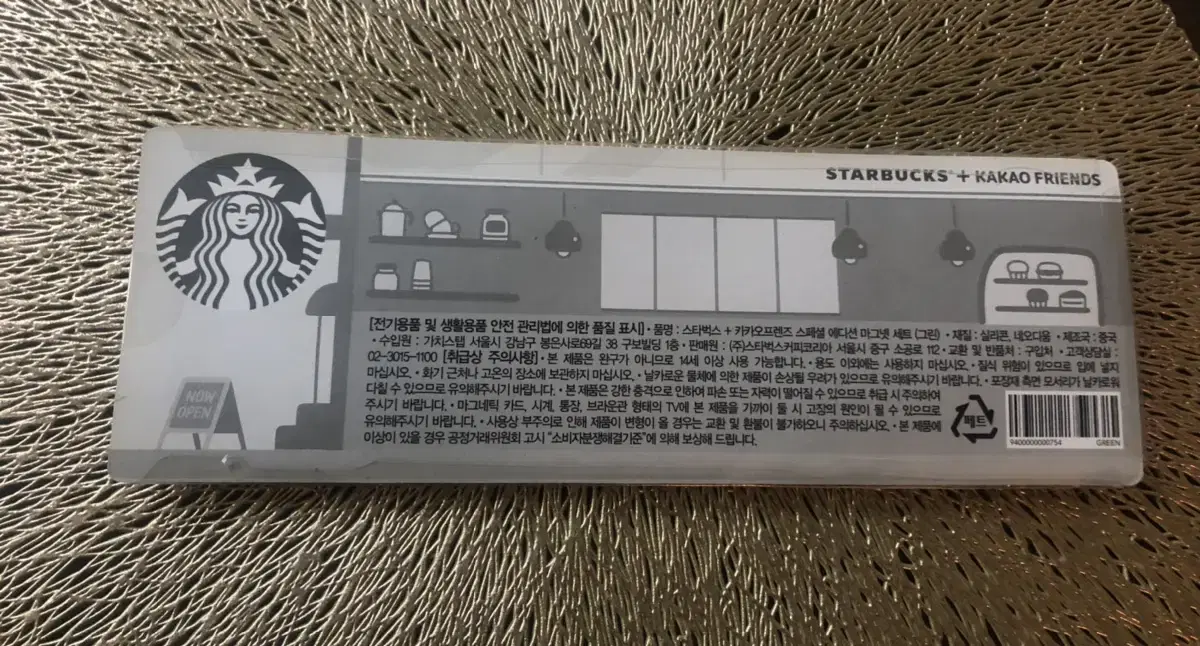 STARBUCKS® + KAKAO FRIENDS
NOW
OPEN
[전기용품 및 생활용품 안전 관리법에 의한 품질 표시] • 품명 : 스타벅스 + 카카오프렌즈 스페셜 에디션 마그넷 세트 (그린) • 재질 : 실리콘, 네오디움 • 제조국 : 중국
• 수입원 : 가치스탭 서울시 강남구 봉은사로69길 38 구보빌딩 1층 • 판매원 : (주)스타벅스커피코리아 서울시 중구 소공로 112 • 교환 및 반품처 : 구입처 • 고객상담실 :
02-3015-1100 [취급상 주의사항] • 본 제품은 완구가 아니므로 14세 이상 사용 가능합니다. • 용도 이외에는 사용하지 마십시오. • 질식 위험이 있으므로 입에 넣지
마십시오. • 화기 근처나 고온의 장소에 보관하지 마십시오. • 날카로운 물체에 의한 제품이 손상될 우려가 있으므로 유의해주시기 바랍니다. • 포장재 측면 모서리가 날카로워
다칠 수 있으므로 유의해주시기 바랍니다. • 본 제품은 강한 충격으로 인하여 파손 또는 자력이 떨어질 수 있으므로 취급 시 주의하여
주시기 바랍니다. • 마그네틱 카드, 시계, 통장, 브라운관 형태의 TV에 본 제품을 가까이 둘 시 고장의 원인이 될 수 있으므로
유의해주시기 바랍니다. • 사용상 부주의로 인해 제품이 변형이 올 경우는 교환 및 환불이 불가하오니 주의하십시오. • 본 제품에
이상이 있을 경우 공정거래위원회 고시 "소비자분쟁해결기준"에 의해 보상해 드립니다.
페트
9400000000754 GREEN